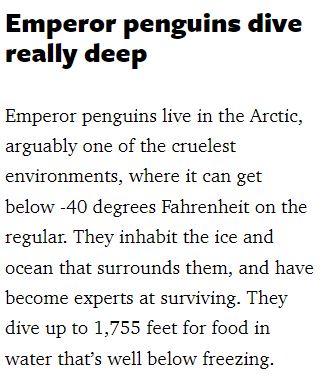 Emperor penguins dive
really deep
Emperor penguins live in the Arctic,
arguably one of the cruelest
environments, where it can get
below -40 degrees Fahrenheit on the
regular. They inhabit the ice and
ocean that surrounds them, and have
become experts at surviving. They
dive up to 1,755 feet for food in
water that’s well below freezing.